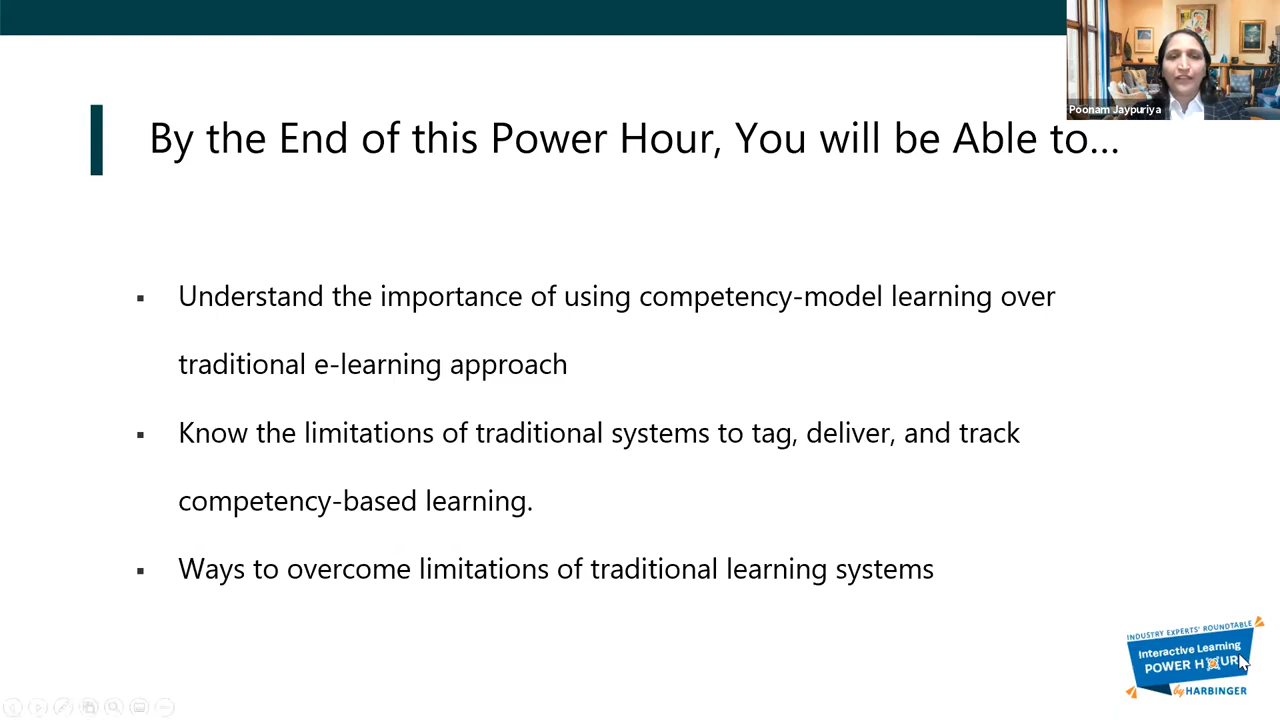 Poonam Jaypuriya
By the End of this Power Hour, You will be Able to...
▪ Understand the importance of using competency-model learning over
traditional e-learning approach
▪ Know the limitations of traditional systems to tag, deliver, and track
competency-based learning.
▪ Ways to overcome limitations of traditional learning systems
INDUSTRY EXPERTS' ROUNDTABLE
Interactive Learning
POWER HOUR
by HARBINGER